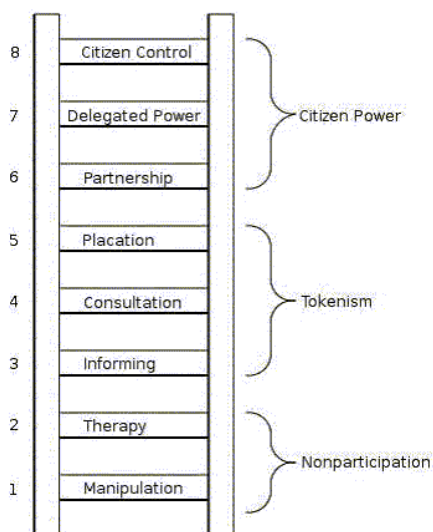 8 Citizen Control
7 Delegated Power Citizen Power
6 Partnership
5 Placation
4 Consultation Tokenism
3 Informing
2 Therapy
Nonparticipation
1 Manipulation